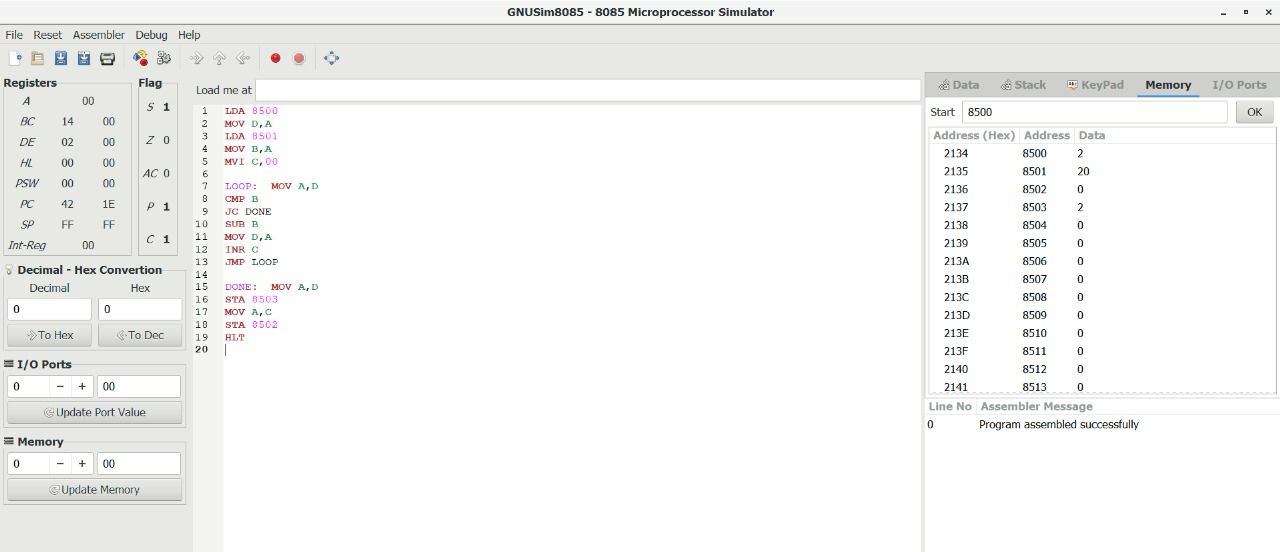 GNUSim8085 - 8085 Microprocessor Simulator
File Reset Assembler Debug Help
Registers
A 00
BC 14 00
DE 02 00
HL 00 00
PSW 00 00
PC 42 1E
SP FF FF
Int-Reg 00
Flag
S 1
Z 0
AC 0
P 1
C 1
Decimal - Hex Convertion
Decimal Hex
0 0
To Hex To Dec
I/O Ports
0 − + 00
Update Port Value
Memory
0 − + 00
Update Memory
Load me at
1 LDA 8500
2 MOV D,A
3 LDA 8501
4 MOV B,A
5 MVI C,00
6
7 LOOP: MOV A,D
8 CMP B
9 JC DONE
10 SUB B
11 MOV D,A
12 INR C
13 JMP LOOP
14
15 DONE: MOV A,D
16 STA 8503
17 MOV A,C
18 STA 8502
19 HLT
20
Data Stack KeyPad Memory I/O Ports
Start 8500 OK
Address (Hex) Address Data
2134 8500 2
2135 8501 20
2136 8502 0
2137 8503 2
2138 8504 0
2139 8505 0
213A 8506 0
213B 8507 0
213C 8508 0
213D 8509 0
213E 8510 0
213F 8511 0
2140 8512 0
2141 8513 0
Line No Assembler Message
0 Program assembled successfully